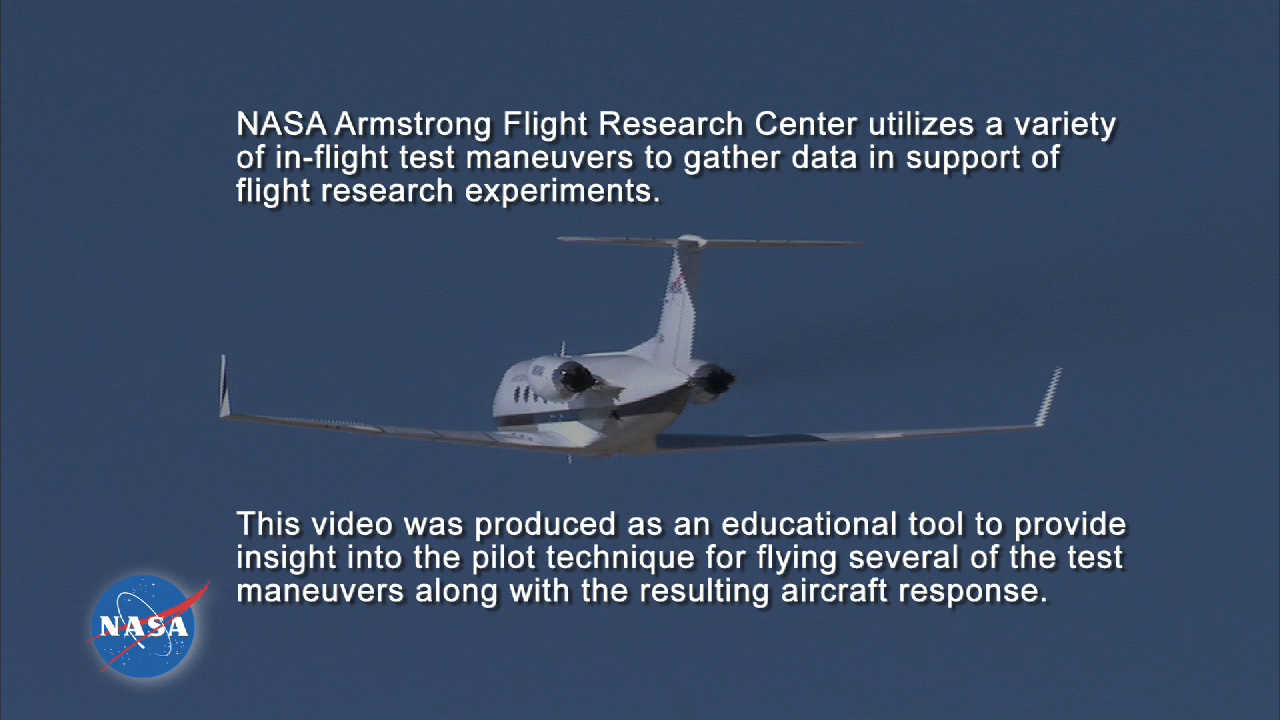 NASA Armstrong Flight Research Center utilizes a variety
of in-flight test maneuvers to gather data in support of
flight research experiments.
This video was produced as an educational tool to provide
insight into the pilot technique for flying several of the test
maneuvers along with the resulting aircraft response.
NASA